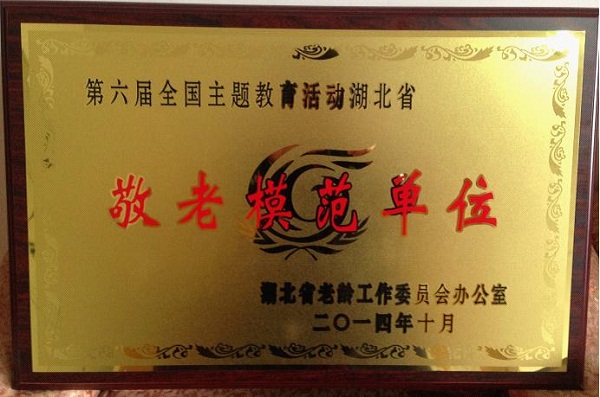 第六届全国主题教育活动湖北省
敬老模范单位
湖北省老龄工作委员会办公室
二〇一四年十月